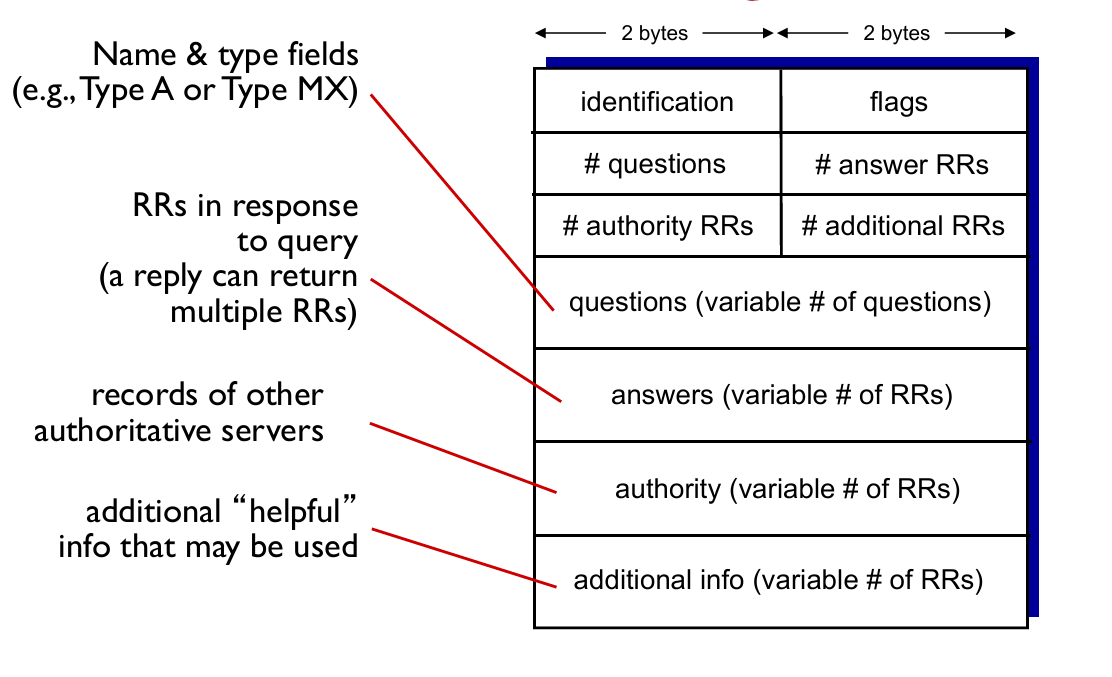 2 bytes
2 bytes
Name & type fields
(e.g., Type A or Type MX)
identification
flags
# questions
# answer RRs
# authority RRs
# additional RRs
RRs in response
to query
(a reply can return
multiple RRs)
questions (variable # of questions)
answers (variable # of RRs)
records of other
authoritative servers
authority (variable # of RRs)
additional “helpful”
info that may be used
additional info (variable # of RRs)